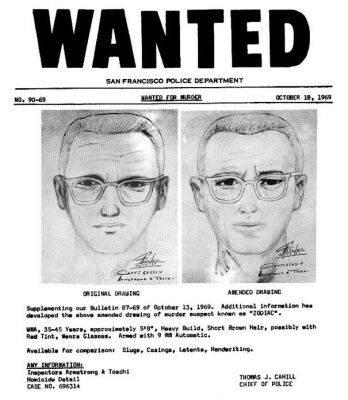 WANTED
SAN FRANCISCO POLICE DEPARTMENT
NO. 90-69 WANTED FOR MURDER OCTOBER 18, 1969
ORIGINAL DRAWING AMENDED DRAWING
Supplementing our Bulletin 87-69 of October 13, 1969. Additional information has
developed the above amended drawing of murder suspect known as "ZODIAC".
WMA, 35-45 Years, approximately 5'8", Heavy Build, Short Brown Hair, possibly with
Red Tint, Wears Glasses. Armed with 9 MM Automatic.
Available for comparison: Slugs, Casings, Latents, Handwriting.
ANY INFORMATION:
Inspectors Armstrong & Toschi
Homicide Detail
CASE NO. 696314
THOMAS J. CAHILL
CHIEF OF POLICE